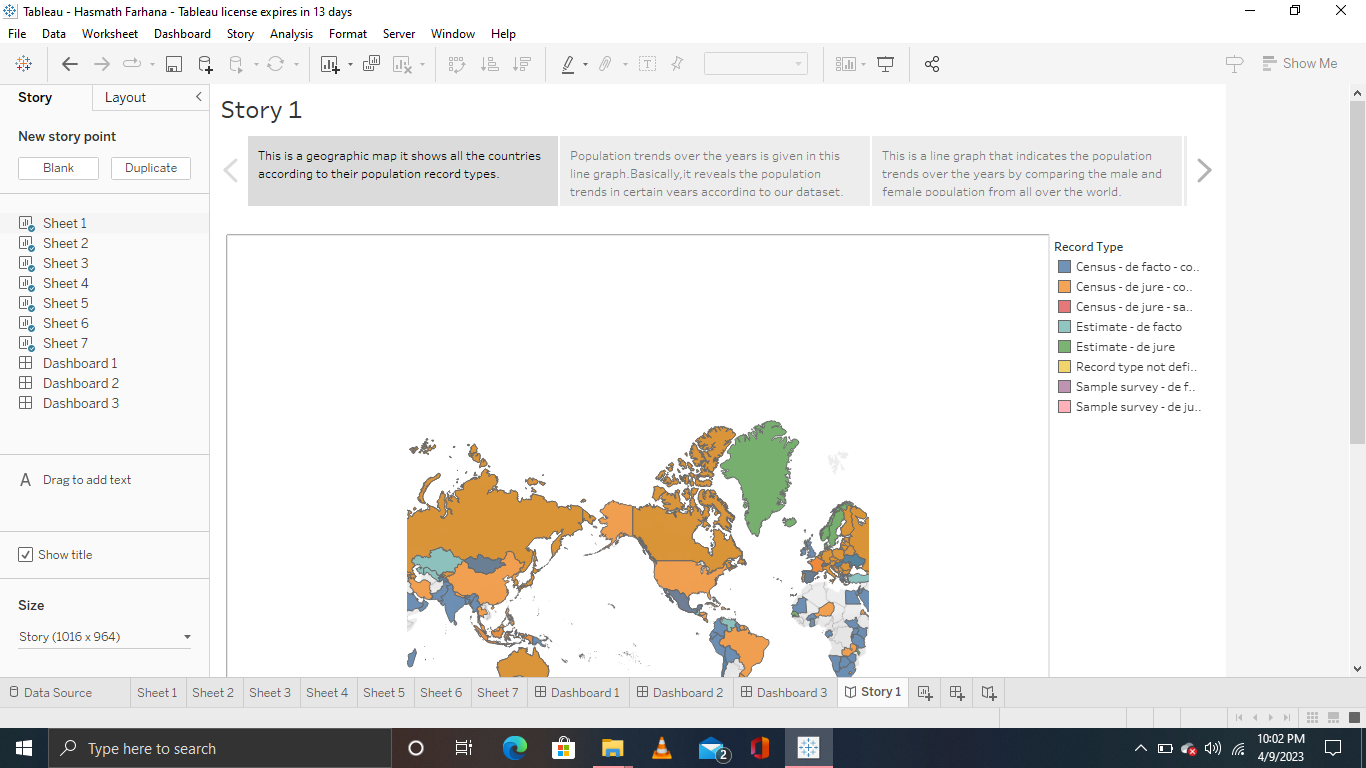 Tableau - Hasmath Farhana - Tableau license expires in 13 days
File Data Worksheet Dashboard Story Analysis Format Server Window Help
Show Me
Story Layout
New story point
Blank Duplicate
Sheet 1
Sheet 2
Sheet 3
Sheet 4
Sheet 5
Sheet 6
Sheet 7
Dashboard 1
Dashboard 2
Dashboard 3
A Drag to add text
Show title
Size
Story (1016 x 964)
Story 1
This is a geographic map it shows all the countries
according to their population record types.
Population trends over the years is given in this
line graph.Basically,it reveals the population
trends in certain years according to our dataset.
This is a line graph that indicates the population
trends over the years by comparing the male and
female population from all over the world.
Record Type
Census - de facto - co..
Census - de jure - co..
Census - de jure - sa..
Estimate - de facto
Estimate - de jure
Record type not defi..
Sample survey - de f..
Sample survey - de ju..
Data Source Sheet 1 Sheet 2 Sheet 3 Sheet 4 Sheet 5 Sheet 6 Sheet 7 Dashboard 1 Dashboard 2 Dashboard 3 Story 1
Type here to search
2
10:02 PM
4/9/2023